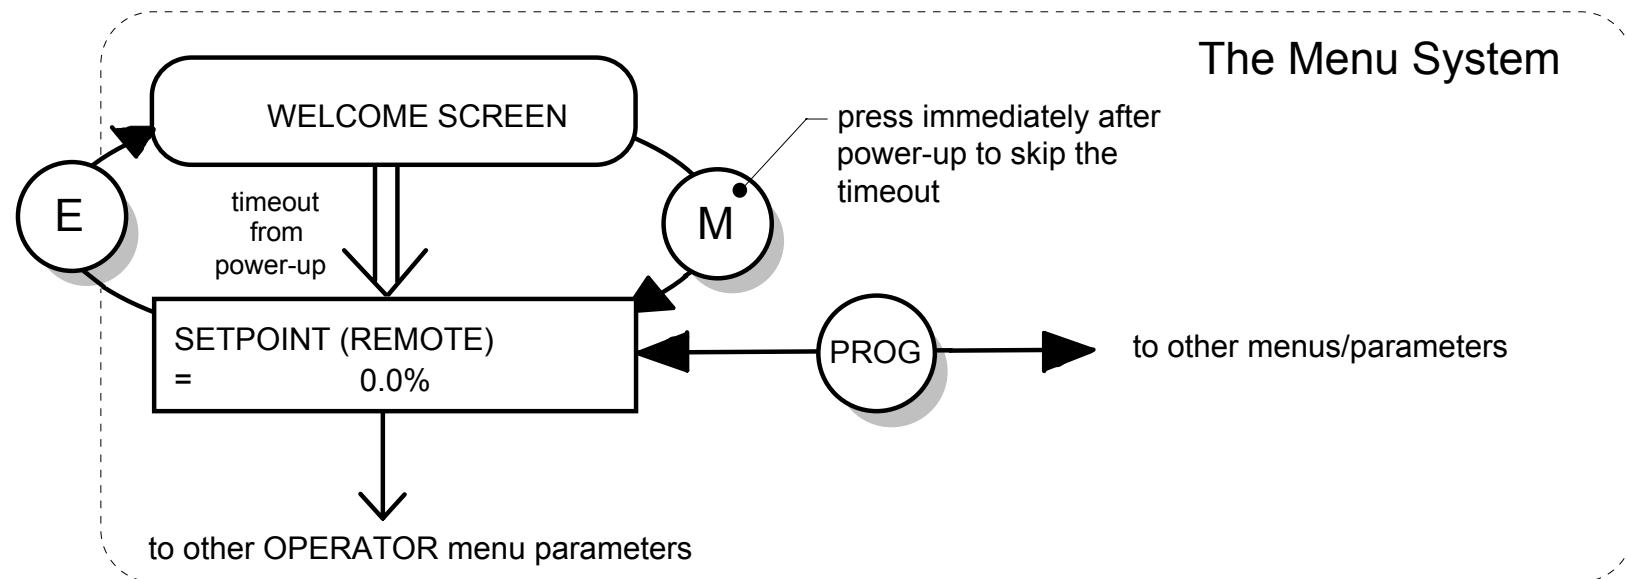 The Menu System
WELCOME SCREEN
press immediately after
power-up to skip the
timeout
E
timeout
from
power-up
M
SETPOINT (REMOTE)
= 0.0%
PROG
to other menus/parameters
to other OPERATOR menu parameters